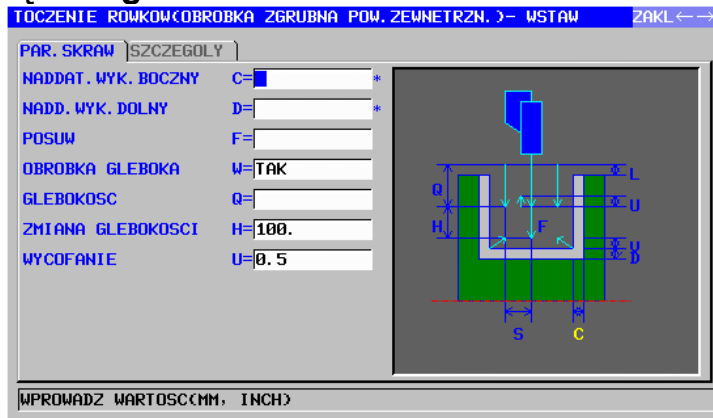 TOCZENIE ROWKOW(OBROBKA ZGRUBNA POW.ZEWNETRZN.)- WSTAW ZAKL←→
PAR.SKRAW SZCZEGOLY
NADDAT.WYK.BOCZNY C= *
NADD.WYK.DOLNY D= *
POSUW F=
OBROBKA GLEBOKA W=TAK
GLEBOKOSC Q=
ZMIANA GLEBOKOSCI H=100.
WYCOFANIE U=0.5
L
Q
U
H F
U
D
S C
WPROWADZ WARTOSC(MM, INCH)